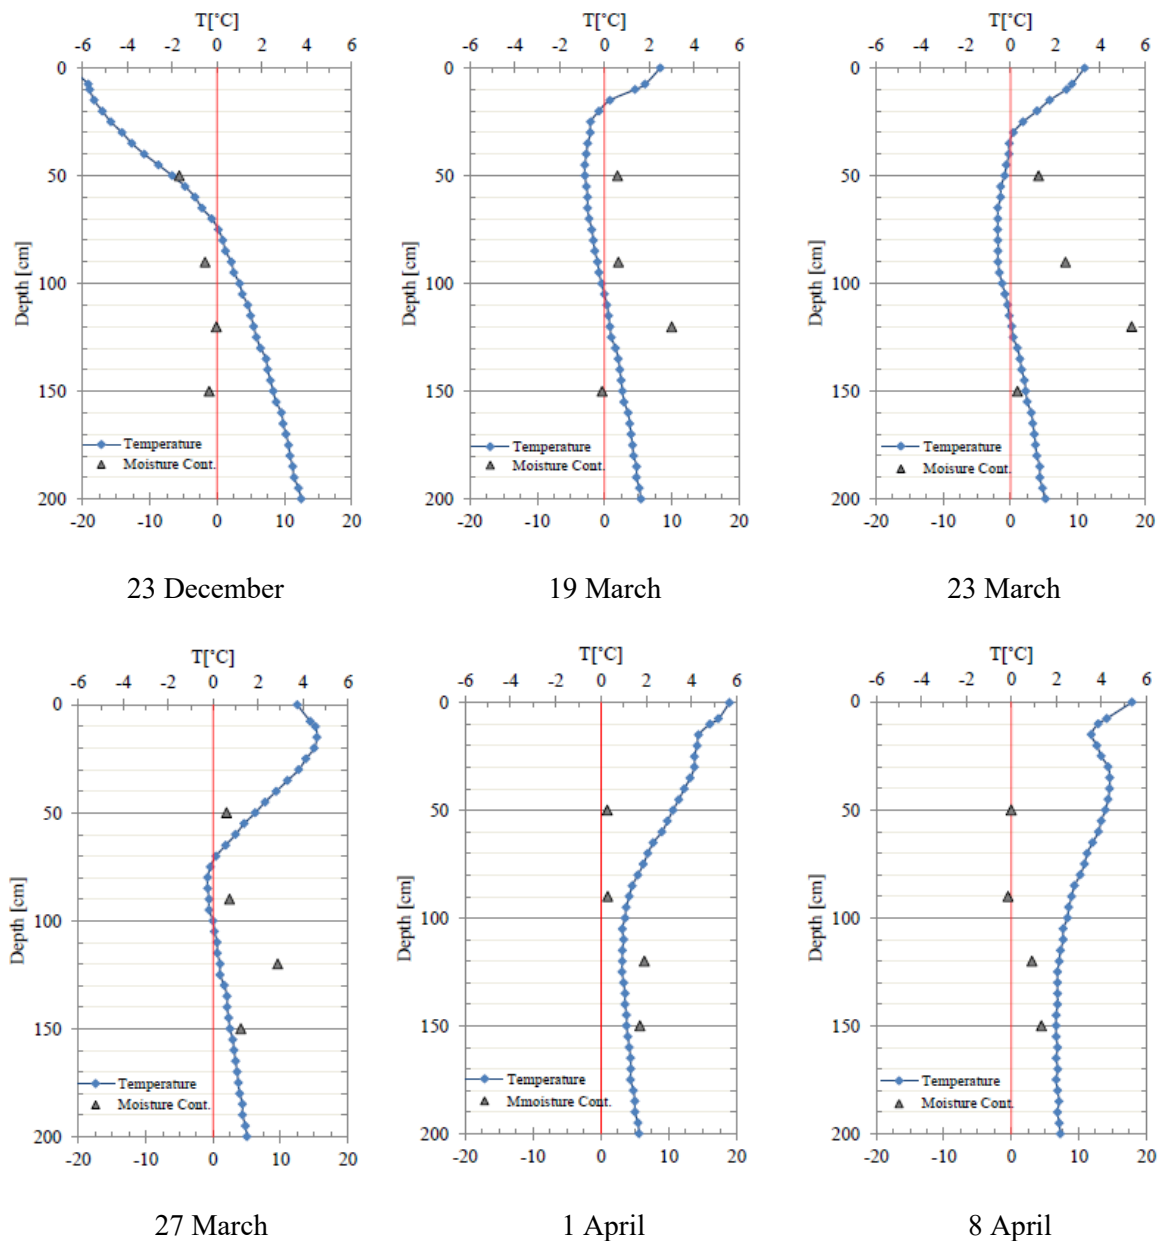 T[°C]
-6 -4 -2 0 2 4 6
0
50
100
150
200
Depth [cm]
Temperature
Moisture Cont.
-20 -10 0 10 20
23 December
T[°C]
-6 -4 -2 0 2 4 6
0
50
100
150
200
Depth [cm]
Temperature
Moisture Cont.
-20 -10 0 10 20
19 March
T[°C]
-6 -4 -2 0 2 4 6
0
50
100
150
200
Depth [cm]
Temperature
Moisure Cont.
-20 -10 0 10 20
23 March
T[°C]
-6 -4 -2 0 2 4 6
0
50
100
150
200
Depth [cm]
Temperature
Moisture Cont.
-20 -10 0 10 20
27 March
T[°C]
-6 -4 -2 0 2 4 6
0
50
100
150
200
Depth [cm]
Temperature
Mmoisture Cont.
-20 -10 0 10 20
1 April
T[°C]
-6 -4 -2 0 2 4 6
0
50
100
150
200
Depth [cm]
Temperature
Moisture Cont.
-20 -10 0 10 20
8 April